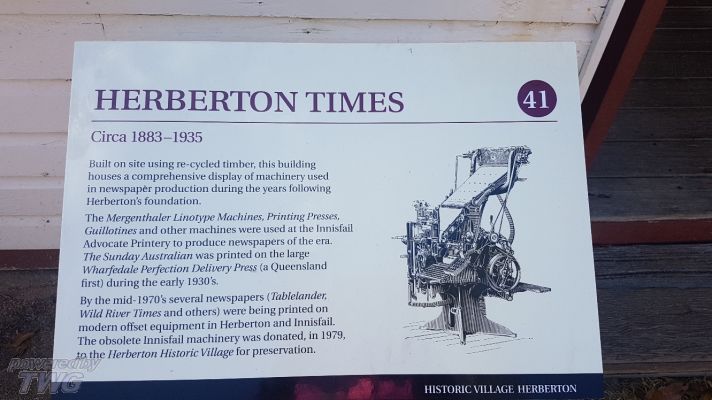 HERBERTON TIMES
41
Circa 1883–1935
Built on site using re-cycled timber, this building
houses a comprehensive display of machinery used
in newspaper production during the years following
Herberton's foundation.
The Mergenthaler Linotype Machines, Printing Presses,
Guillotines and other machines were used at the Innisfail
Advocate Printery to produce newspapers of the era.
The Sunday Australian was printed on the large
Wharfedale Perfection Delivery Press (a Queensland
first) during the early 1930's.
By the mid-1970's several newspapers (Tablelander,
Wild River Times and others) were being printed on
modern offset equipment in Herberton and Innisfail.
The obsolete Innisfail machinery was donated, in 1979,
to the Herberton Historic Village for preservation.
HISTORIC VILLAGE HERBERTON
powered by
TWG